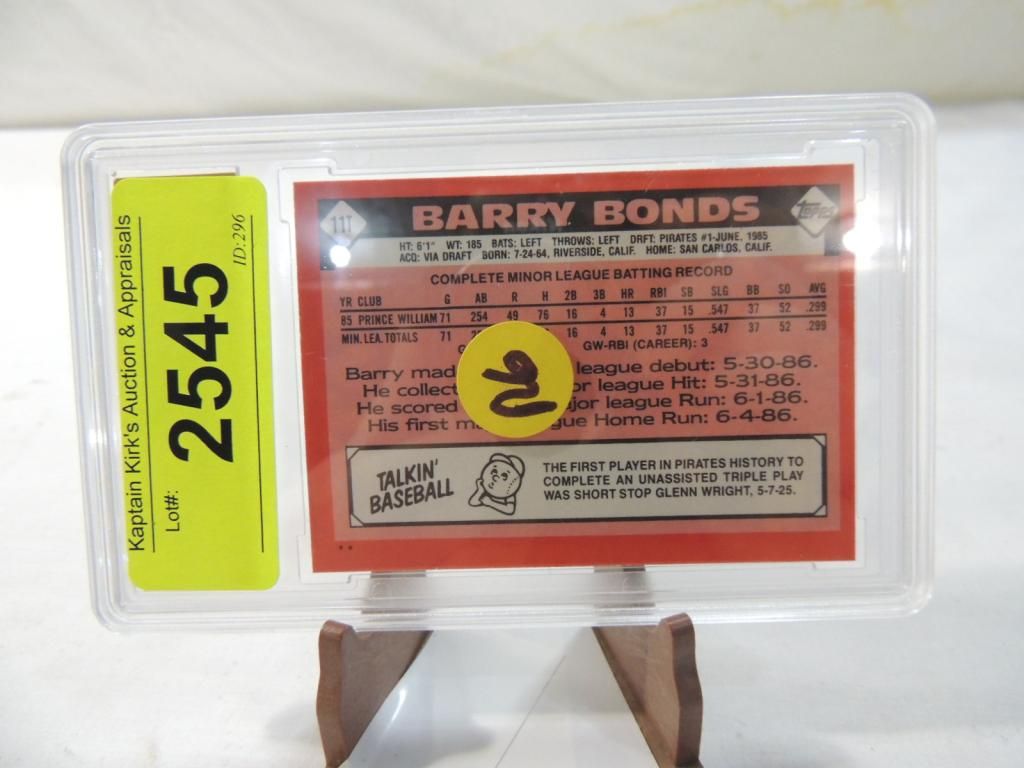 Kaptain Kirk's Auction & Appraisals
Lot#:
2545
ID:296
11T
BARRY BONDS
Topps
HT: 6'1" WT: 185 BATS: LEFT THROWS: LEFT DRFT: PIRATES #1-JUNE, 1985
ACQ: VIA DRAFT BORN: 7-24-64, RIVERSIDE, CALIF. HOME: SAN CARLOS, CALIF.
COMPLETE MINOR LEAGUE BATTING RECORD
YR CLUB G AB R H 2B 3B HR RBI SB SLG BB SO AVG
85 PRINCE WILLIAM 71 254 49 76 16 4 13 37 15 .547 37 52 .299
MIN. LEA. TOTALS 71 16 4 13 37 15 .547 37 52 .299
GW-RBI (CAREER): 3
Barry mad league debut: 5-30-86.
He collect or league Hit: 5-31-86.
He scored ajor league Run: 6-1-86.
His first m gue Home Run: 6-4-86.
TALKIN' BASEBALL
THE FIRST PLAYER IN PIRATES HISTORY TO
COMPLETE AN UNASSISTED TRIPLE PLAY
WAS SHORT STOP GLENN WRIGHT, 5-7-25.
**